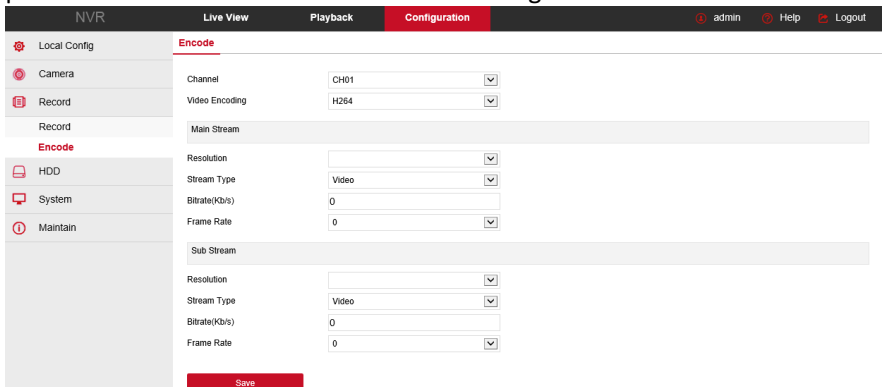 NVR Live View Playback Configuration admin Help Logout
Local Config
Camera
Record
Record
Encode
HDD
System
Maintain
Encode
Channel CH01
Video Encoding H264
Main Stream
Resolution
Stream Type Video
Bitrate(Kb/s) 0
Frame Rate 0
Sub Stream
Resolution
Stream Type Video
Bitrate(Kb/s) 0
Frame Rate 0
Save